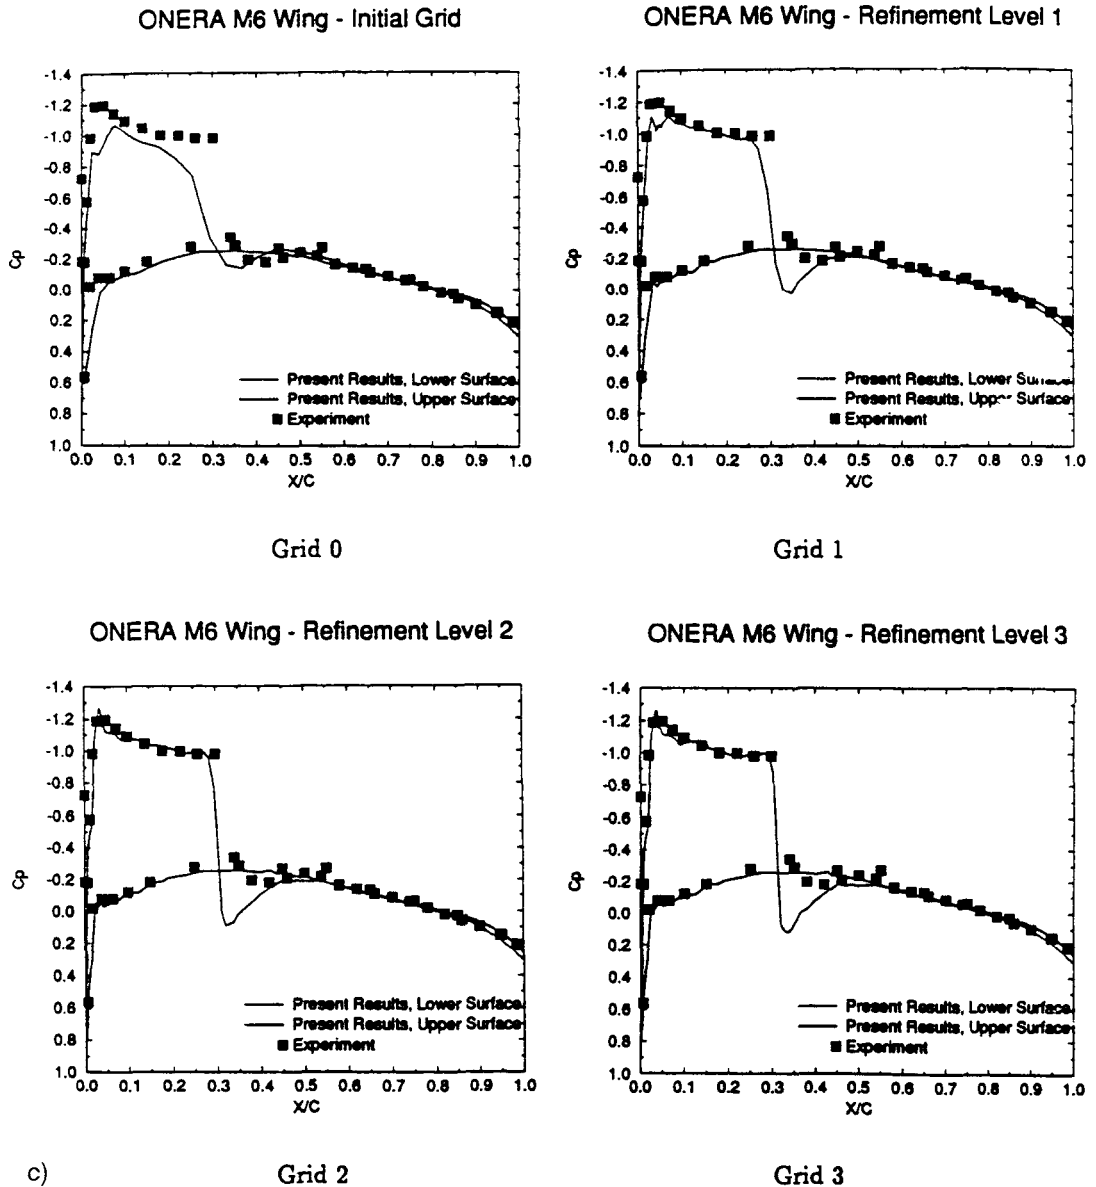 ONERA M6 Wing - Initial Grid
-1.4
-1.2
-1.0
-0.8
-0.6
-0.4
-0.2
0.0
0.2
0.4
0.6
0.8
1.0
Cp
Present Results, Lower Surface
Present Results, Upper Surface
Experiment
0.0 0.1 0.2 0.3 0.4 0.5 0.6 0.7 0.8 0.9 1.0
X/C
Grid 0
ONERA M6 Wing - Refinement Level 1
-1.4
-1.2
-1.0
-0.8
-0.6
-0.4
-0.2
0.0
0.2
0.4
0.6
0.8
1.0
Cp
Present Results, Lower
Present Results, Surface
Experiment
0.0 0.1 0.2 0.3 0.4 0.5 0.6 0.7 0.8 0.9 1.0
X/C
Grid 1
ONERA M6 Wing - Refinement Level 2
-1.4
-1.2
-1.0
-0.8
-0.6
-0.4
-0.2
0.0
0.2
0.4
0.6
0.8
1.0
Cp
Present Results, Lower Surface
Present Results, Upper Surface
Experiment
0.0 0.1 0.2 0.3 0.4 0.5 0.6 0.7 0.8 0.9 1.0
X/C
Grid 2
ONERA M6 Wing - Refinement Level 3
-1.4
-1.2
-1.0
-0.8
-0.6
-0.4
-0.2
0.0
0.2
0.4
0.6
0.8
1.0
Cp
Present Results, Lower Surface
Present Results, Upper Surface
Experiment
0.0 0.1 0.2 0.3 0.4 0.5 0.6 0.7 0.8 0.9 1.0
X/C
Grid 3
c)